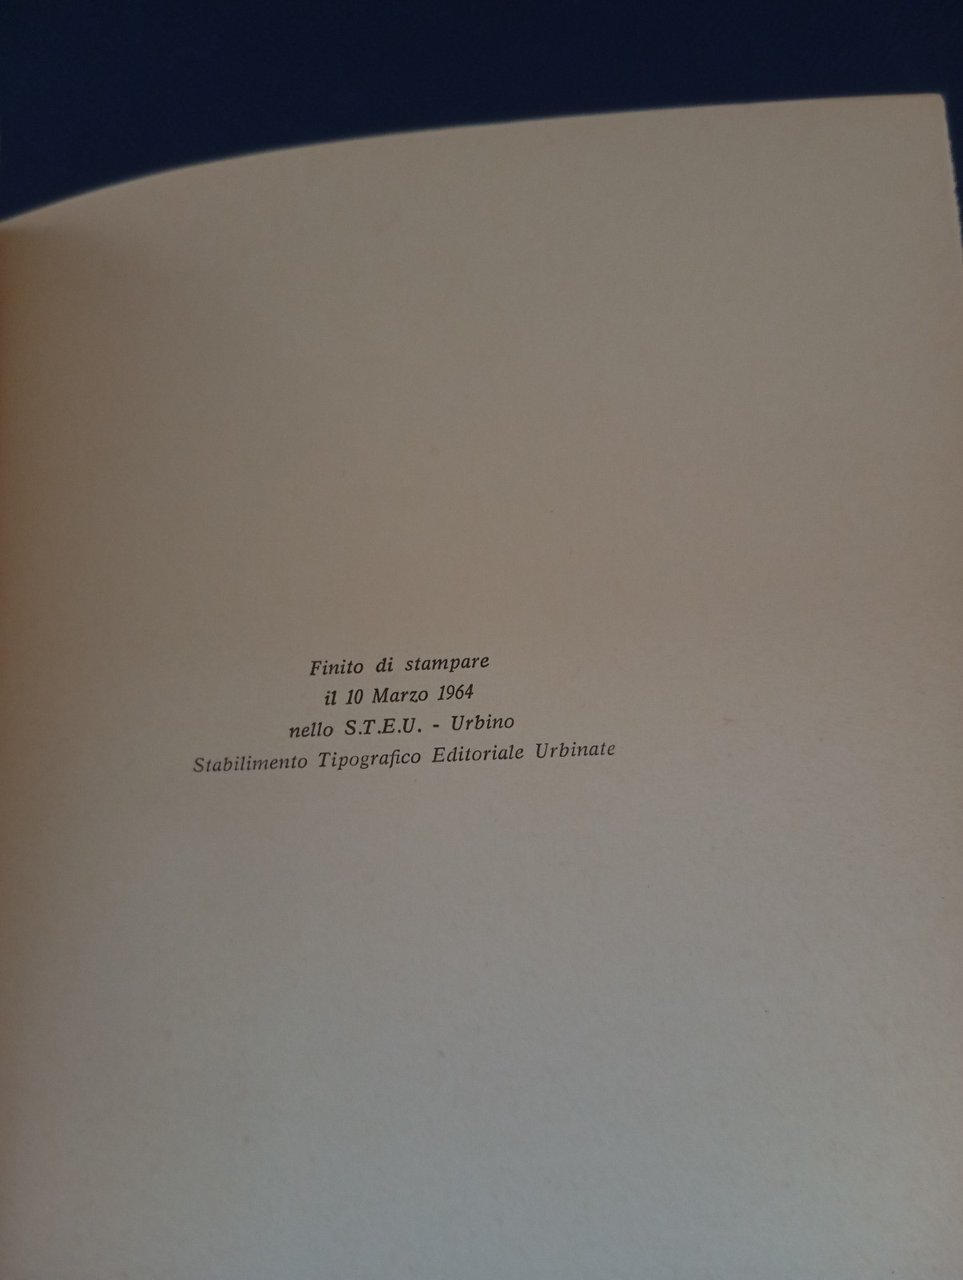 Finito di stampare
il 10 Marzo 1964
nello S.T.E.U. - Urbino
Stabilimento Tipografico Editoriale Urbinate